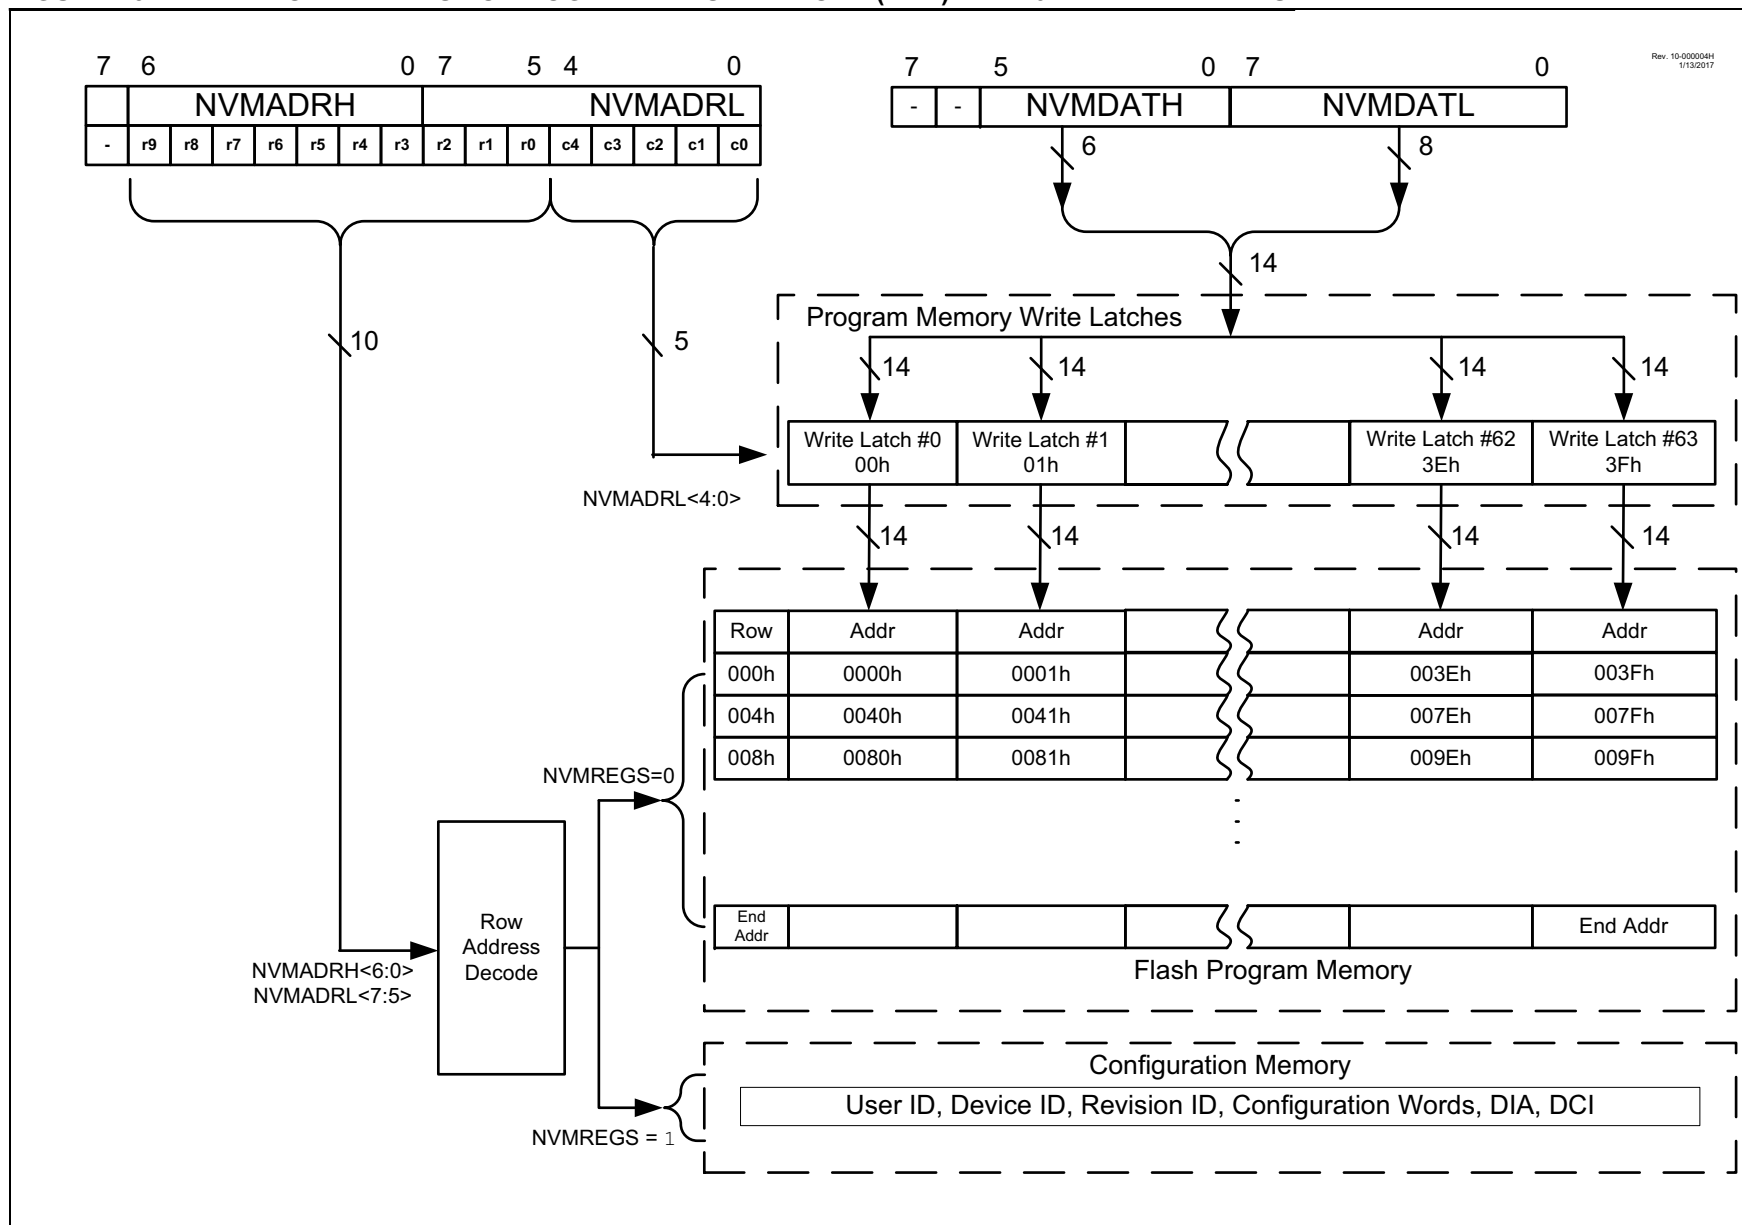 7 6 0 7 5 4 0
7 5 0 7 0
Rev. 10-000004H
1/13/2017
NVMADRH NVMADRL
- r9 r8 r7 r6 r5 r4 r3 r2 r1 r0 c4 c3 c2 c1 c0
- - NVMDATH NVMDATL
6 8
14
10 5
Program Memory Write Latches
14 14 14 14
Write Latch #0 Write Latch #1 Write Latch #62 Write Latch #63
00h 01h 3Eh 3Fh
NVMADRL<4:0>
14 14 14 14
Row Addr Addr Addr Addr
000h 0000h 0001h 003Eh 003Fh
004h 0040h 0041h 007Eh 007Fh
008h 0080h 0081h 009Eh 009Fh
NVMREGS=0
End
Addr
End Addr
Flash Program Memory
Row
Address
Decode
NVMADRH<6:0>
NVMADRL<7:5>
Configuration Memory
User ID, Device ID, Revision ID, Configuration Words, DIA, DCI
NVMREGS = 1